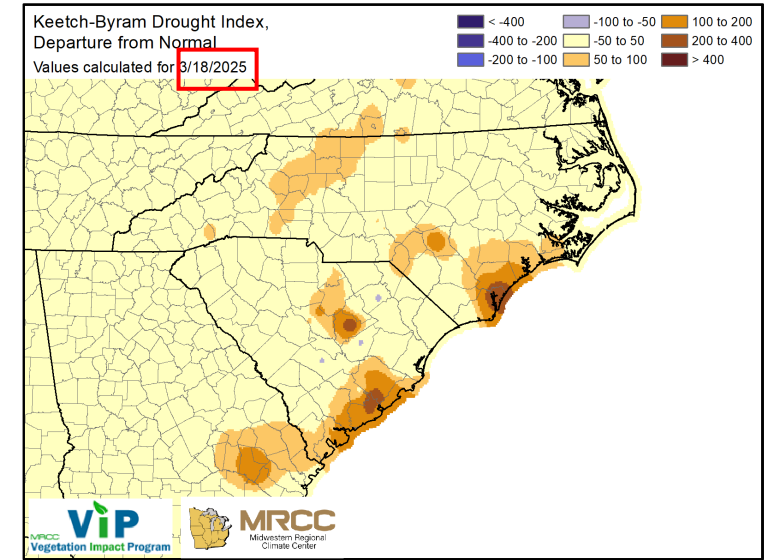 Keetch-Byram Drought Index,
Departure from Normal
Values calculated for 3/18/2025
< -400
-400 to -200
-200 to -100
-100 to -50
-50 to 50
50 to 100
100 to 200
200 to 400
> 400
MRCC
ViP
Vegetation Impact Program
MRCC
Midwestern Regional
Climate Center